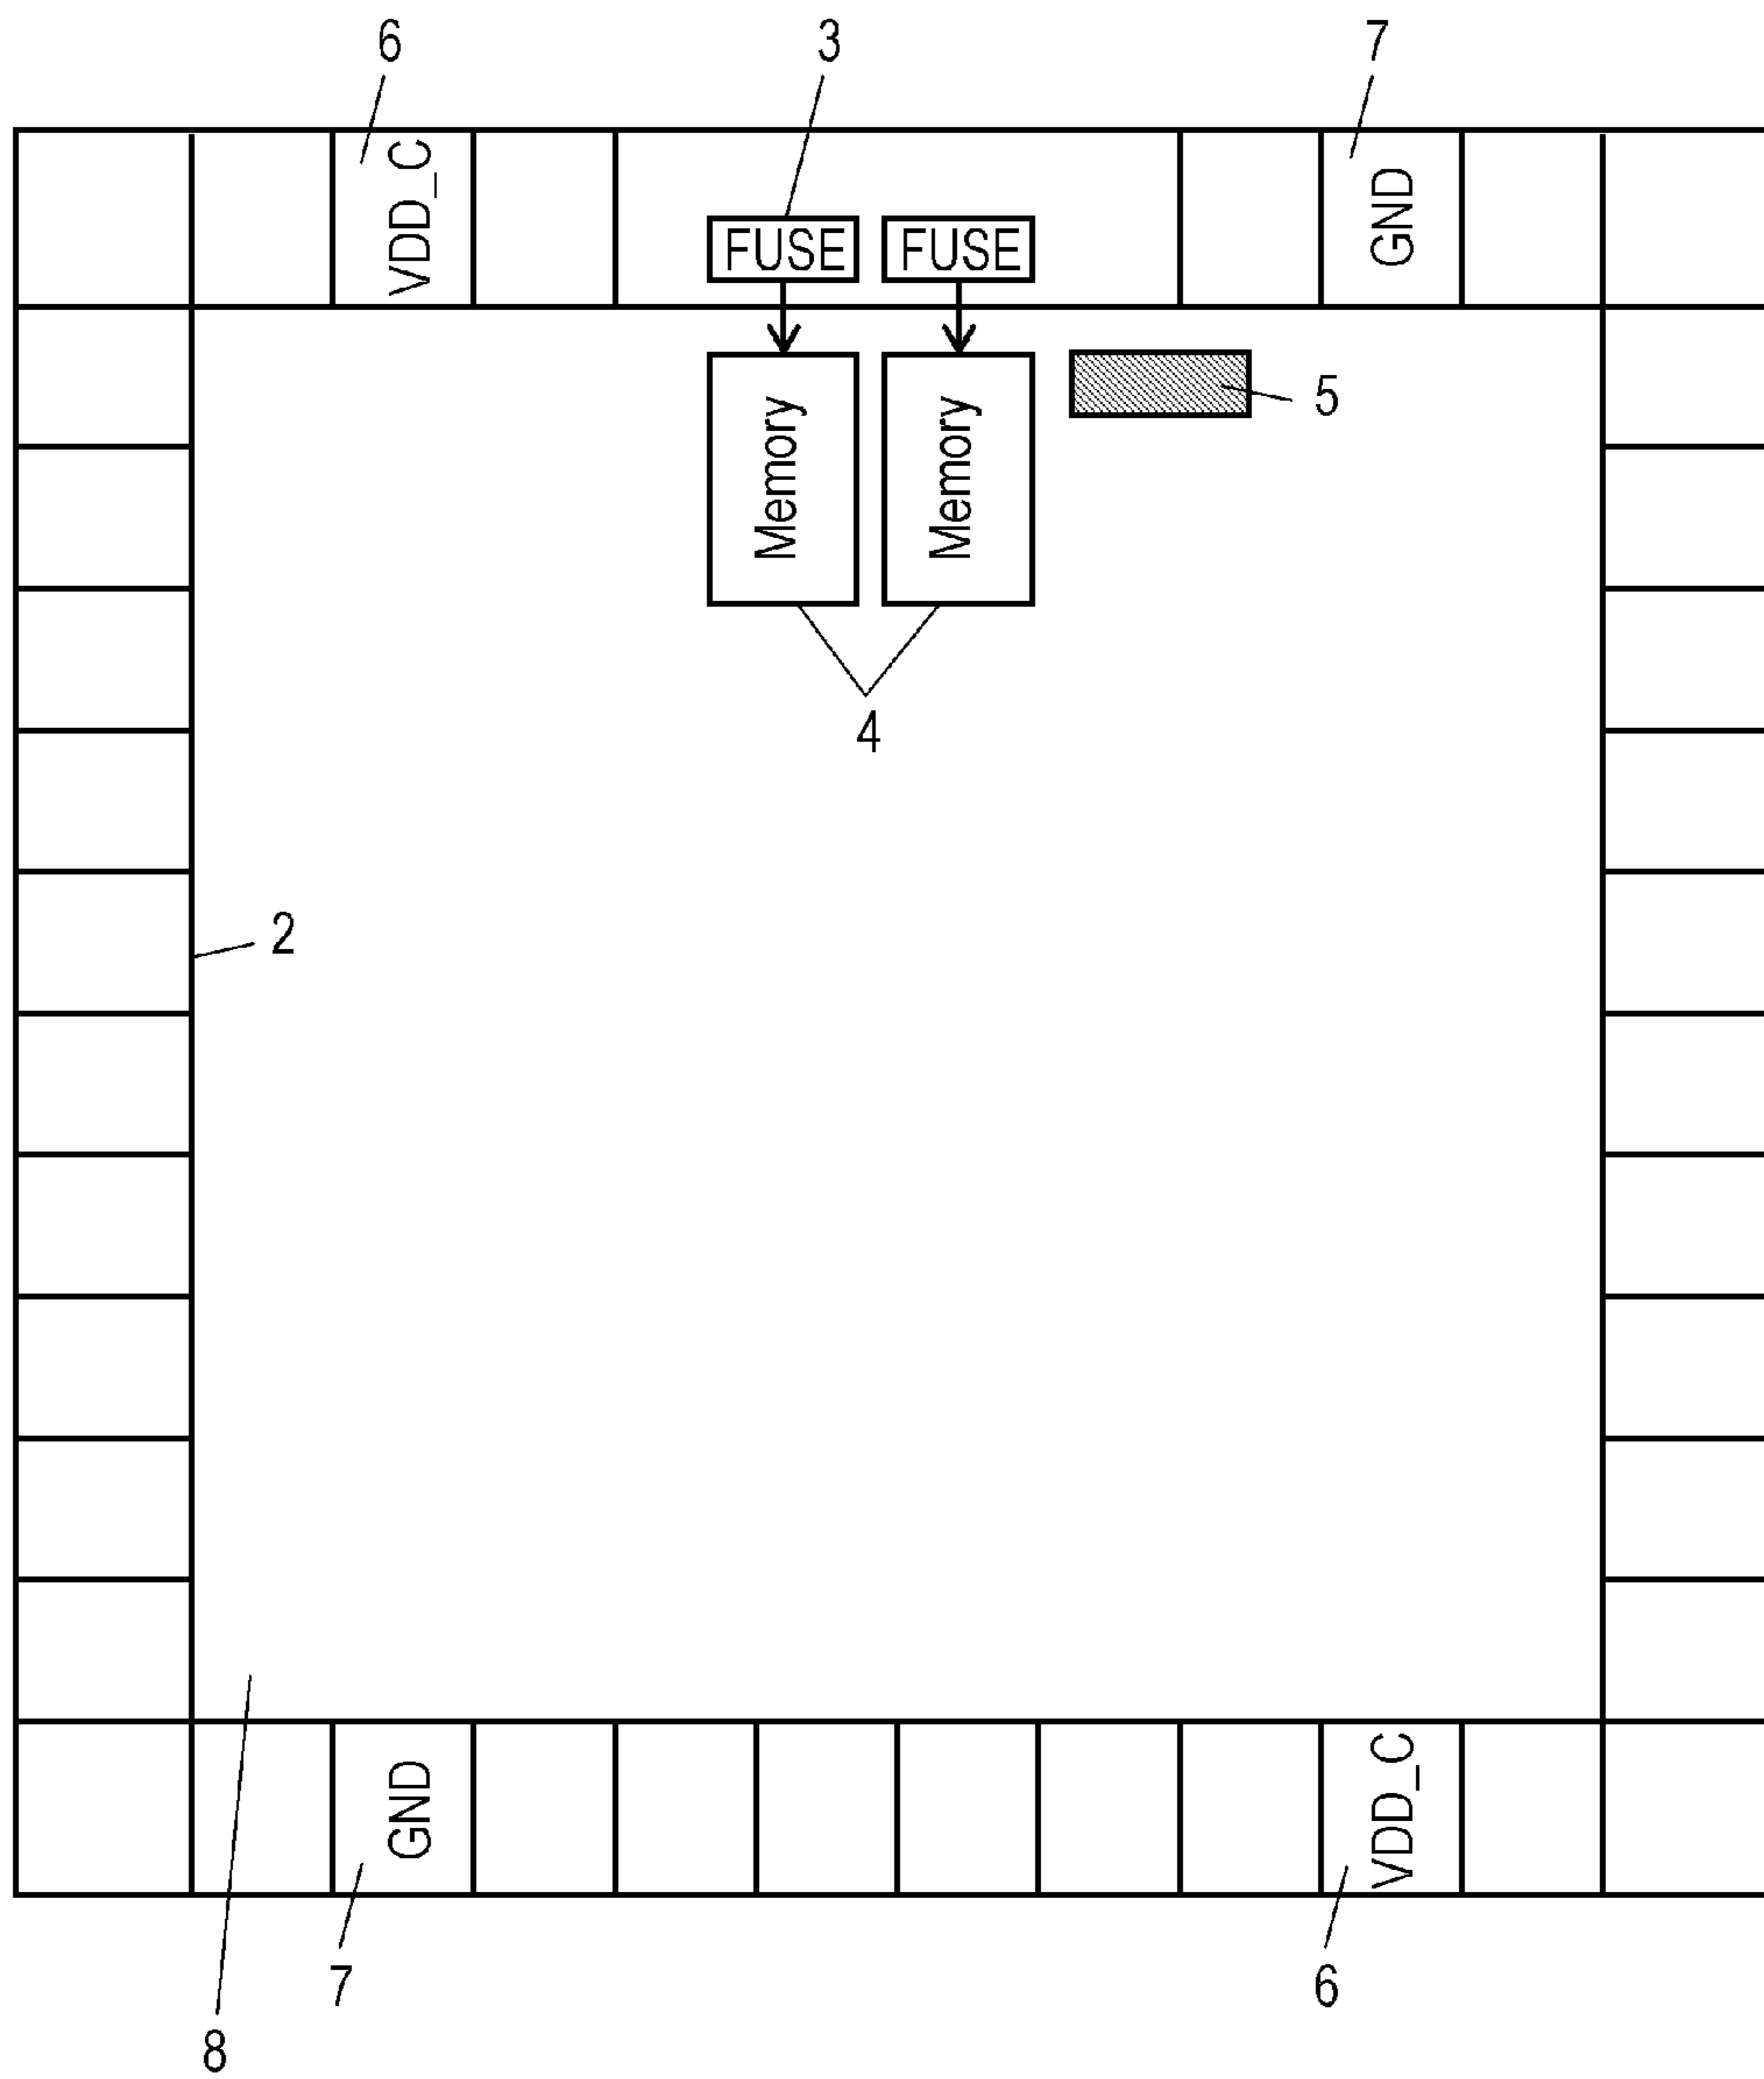 6 3 7
VDD_C GND
FUSE FUSE
5
Memory Memory
4
2
GND VDD_C
7 6
8